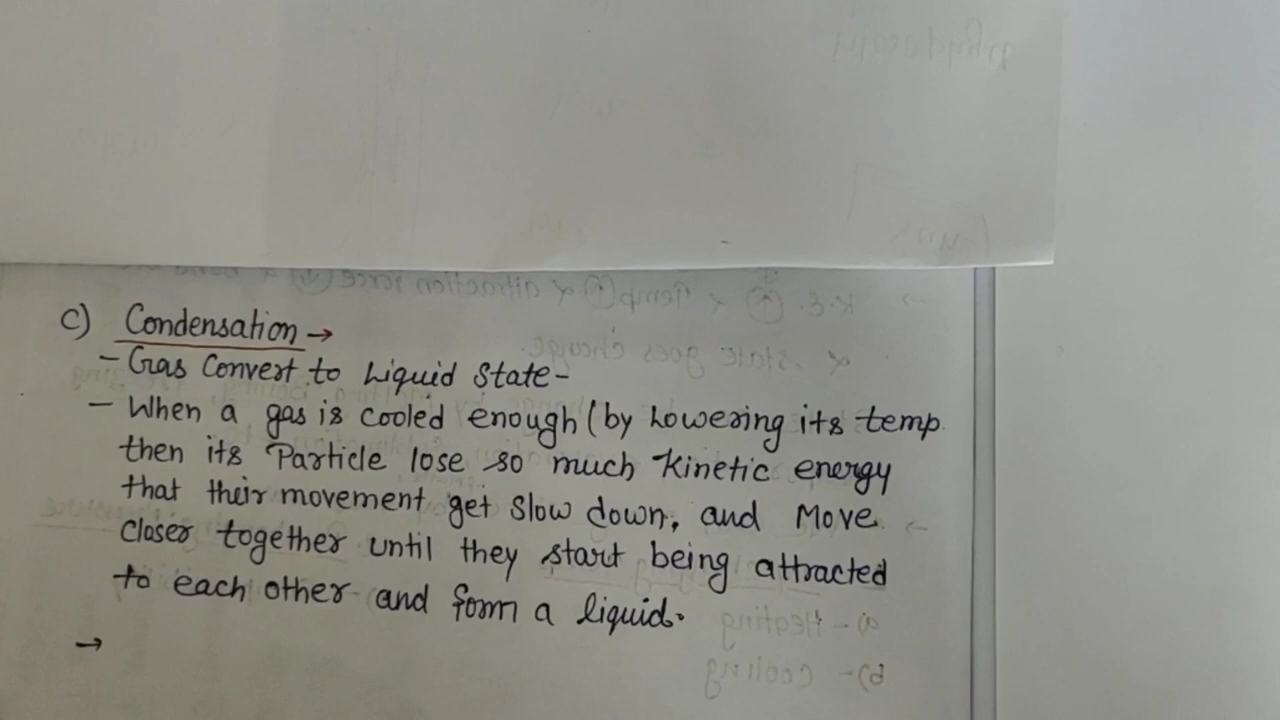 c) Condensation →
- Gas Convert to Liquid State -
- When a gas is cooled enough (by Lowering its temp.
then its Particle lose so much Kinetic energy
that their movement get slow down, and Move
closer together until they start being attracted
to each other and form a liquid.
→